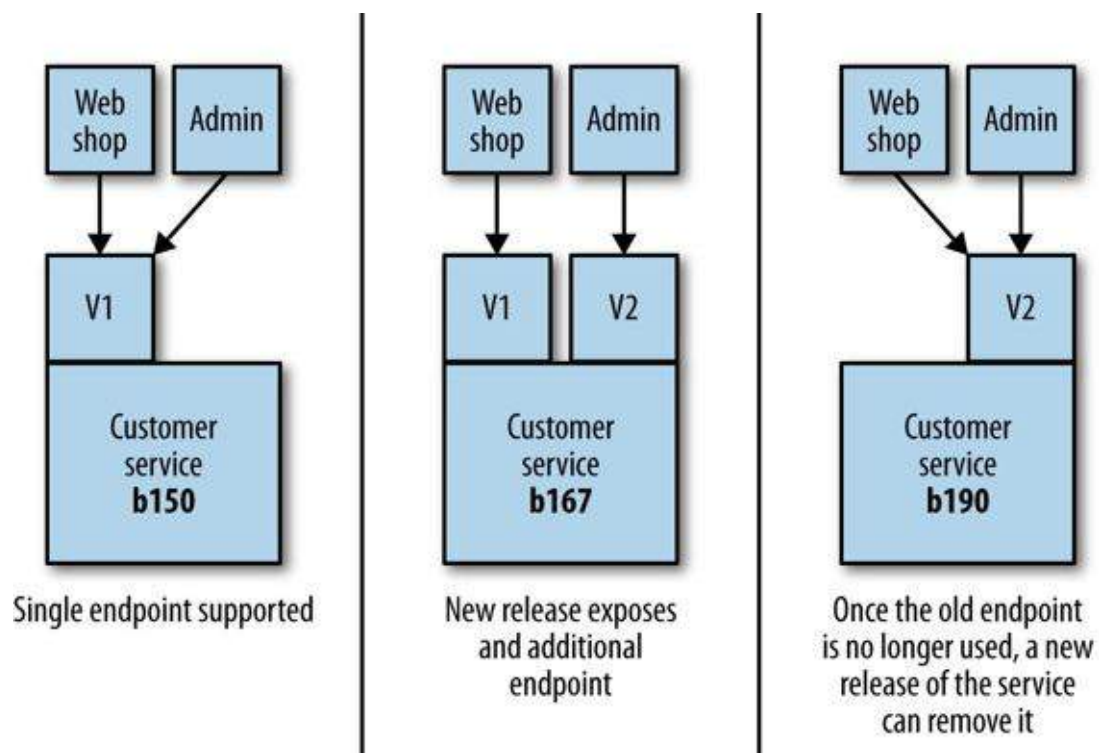 Web
shop
Admin
V1
Customer
service
b150
Single endpoint supported
Web
shop
Admin
V1
V2
Customer
service
b167
New release exposes
and additional
endpoint
Web
shop
Admin
V2
Customer
service
b190
Once the old endpoint
is no longer used, a new
release of the service
can remove it